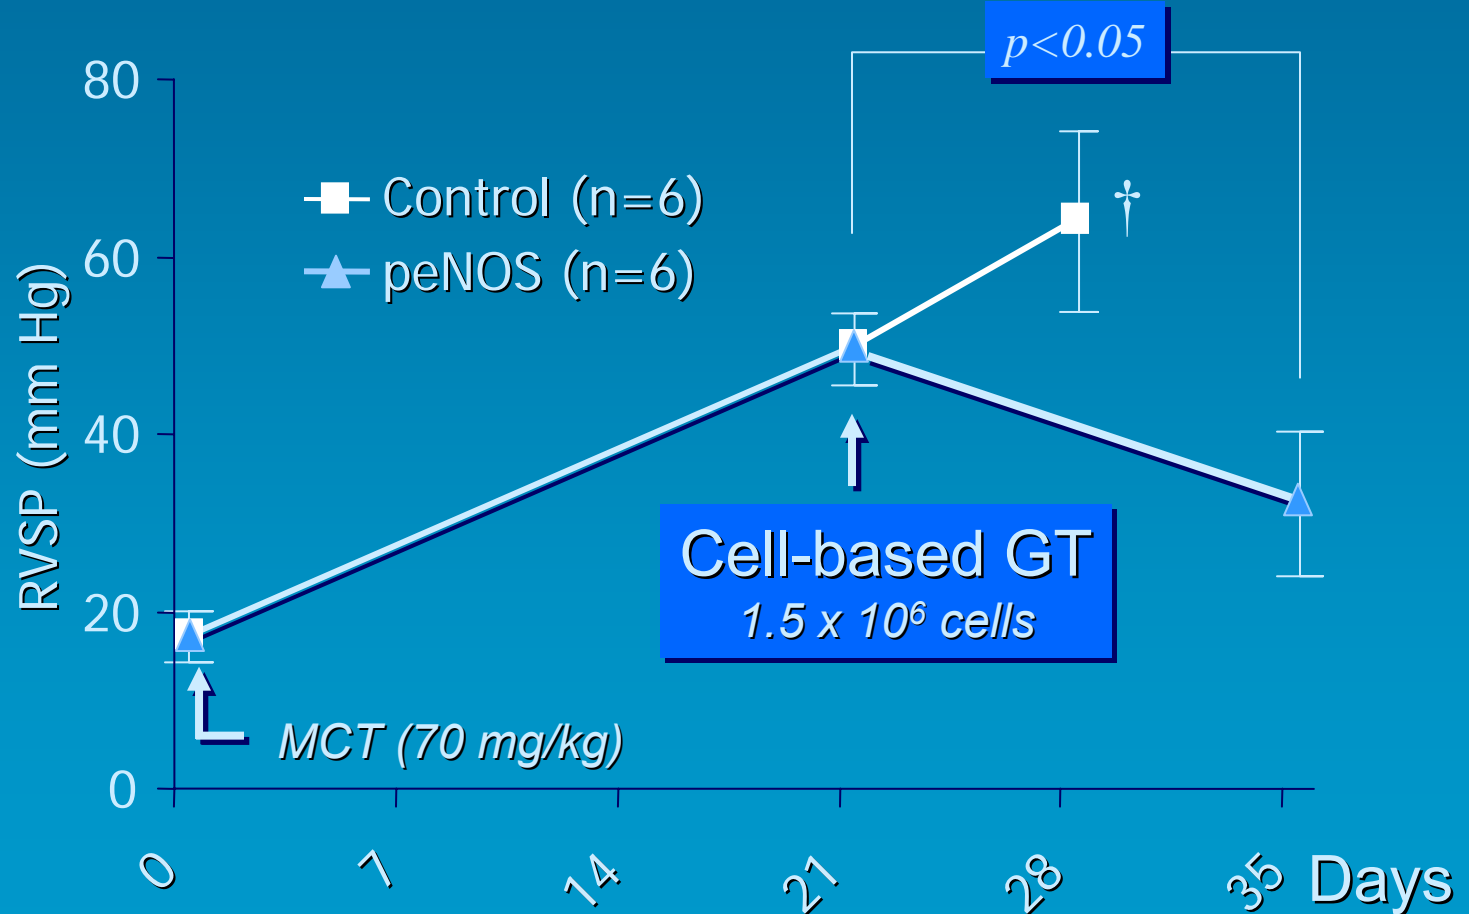 p<0.05
80
Control (n=6)
†
peNOS (n=6)
60
RVSP (mm Hg)
40
Cell-based GT
1.5 x 10⁶ cells
20
MCT (70 mg/kg)
0
0 7 14 21 28 35 Days